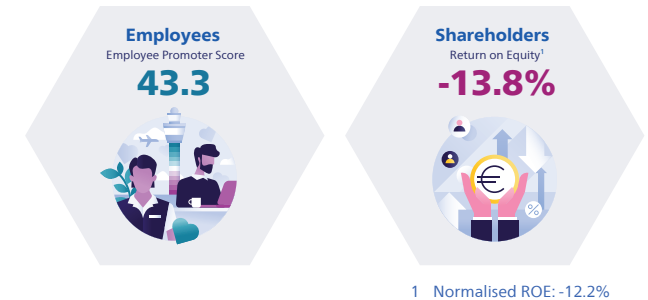 Employees
Employee Promoter Score
43.3
Shareholders
Return on Equity1
-13.8%
1 Normalised ROE: -12.2%